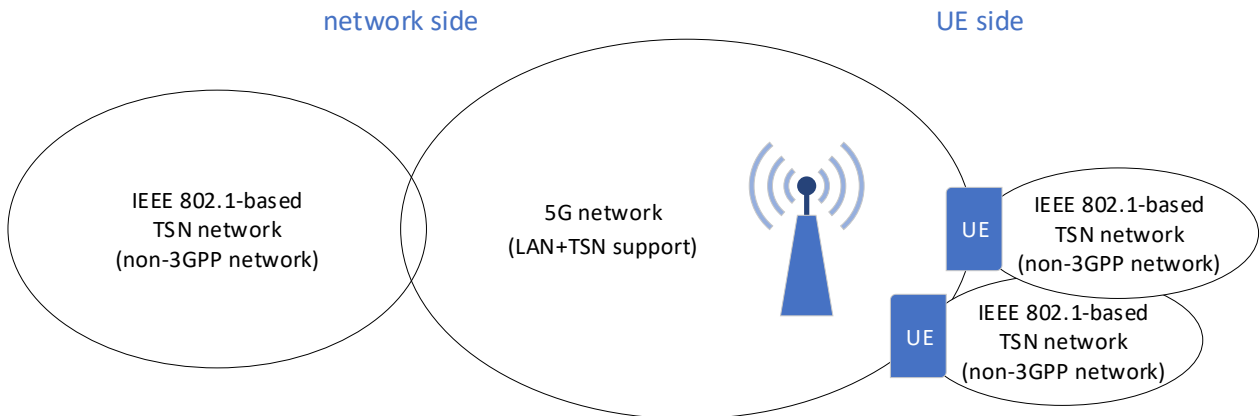 network side
UE side
IEEE 802.1-based
TSN network
(non-3GPP network)
5G network
(LAN+TSN support)
UE
IEEE 802.1-based
TSN network
(non-3GPP network)
UE
IEEE 802.1-based
TSN network
(non-3GPP network)